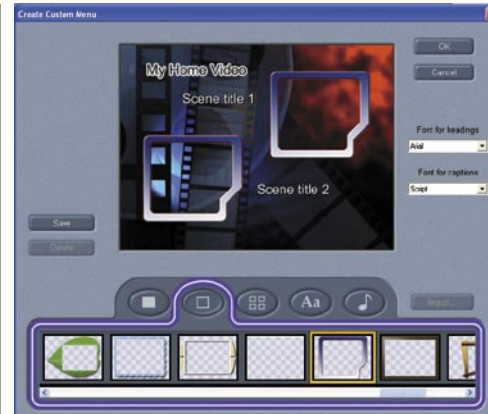 Create Custom Menu
OK
Cancel
My Home Video
Scene title 1
Font for headings
Arial
Font for captions
Script
Scene title 2
Save
Delete
Aa
Import...